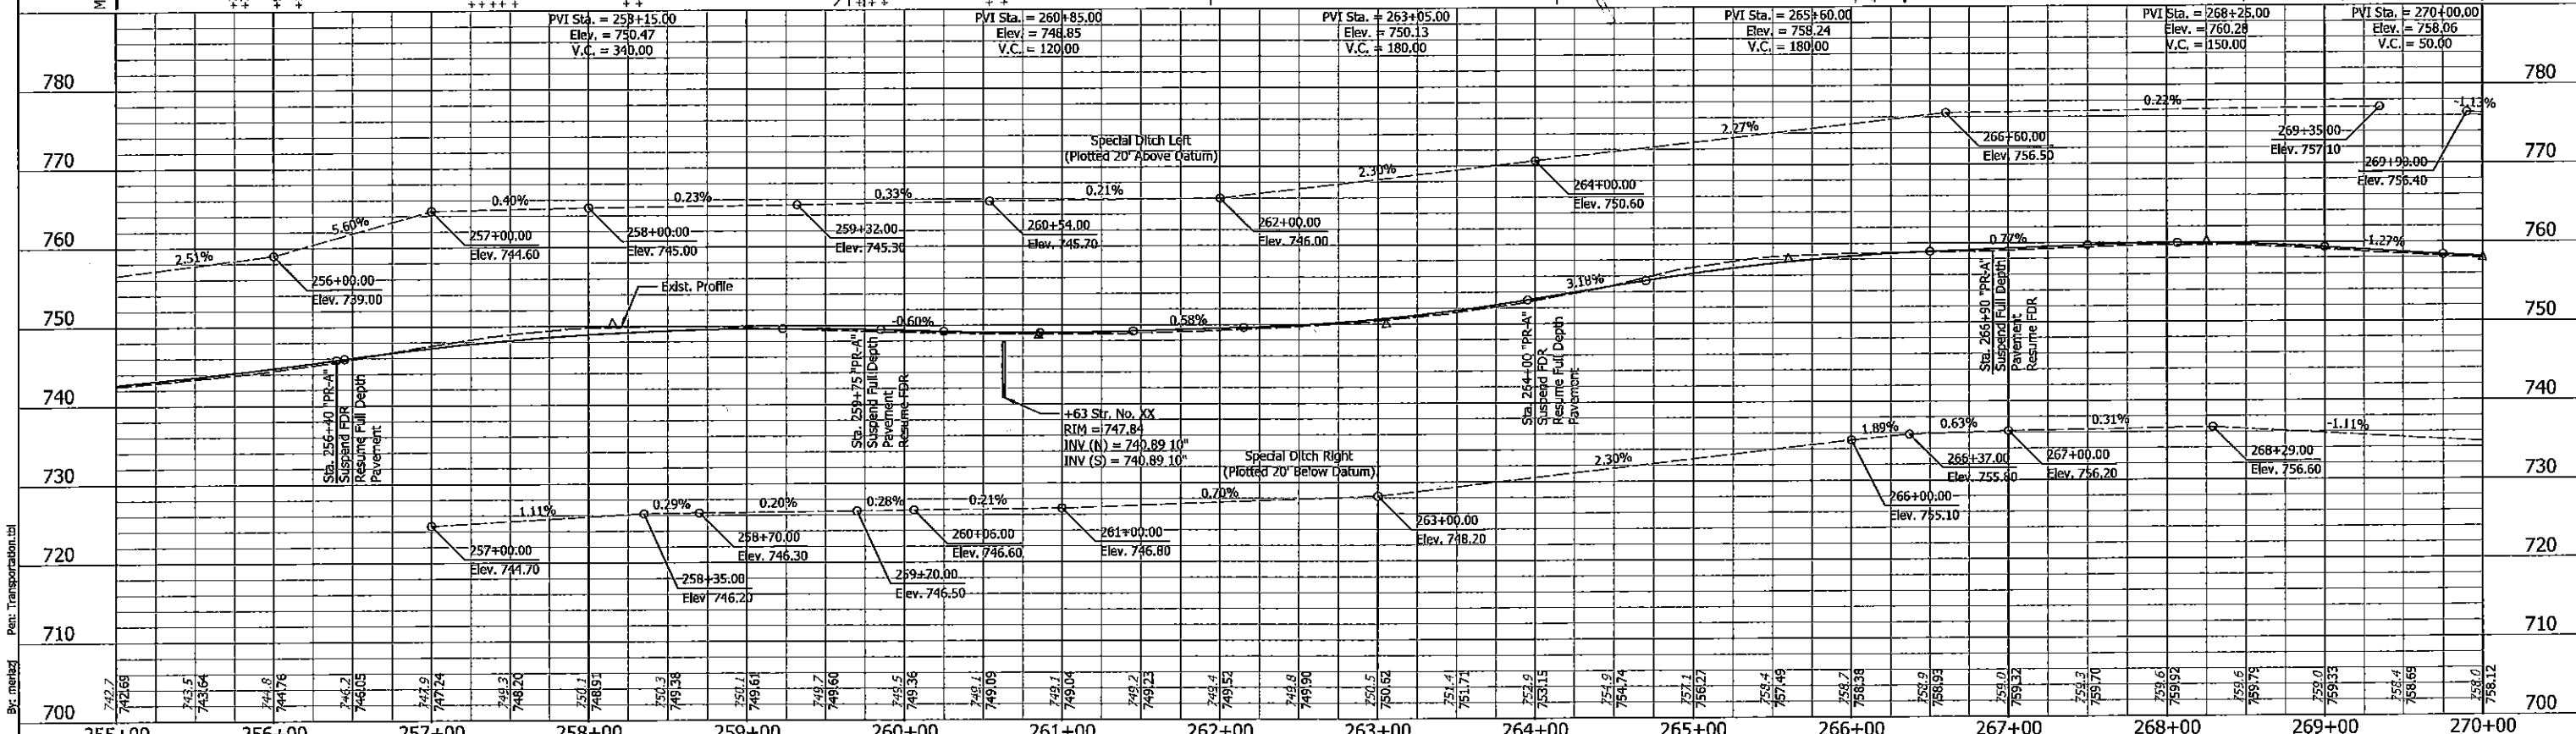 PVI Sta. = 258+15.00
Elev. = 750.47
V.C. = 340.00
PVI Sta. = 260+85.00
Elev. = 748.85
V.C. = 120.00
PVI Sta. = 263+05.00
Elev. = 750.13
V.C. = 180.00
PVI Sta. = 265+60.00
Elev. = 758.24
V.C. = 180.00
PVI Sta. = 268+25.00
Elev. = 760.28
V.C. = 150.00
PVI Sta. = 270+00.00
Elev. = 758.06
V.C. = 50.00
780
780
770
770
760
760
750
750
740
740
730
730
720
720
710
710
700
700
Special Ditch Left
(Plotted 20' Above Datum)
2.51%
5.60%
0.40%
0.23%
0.33%
0.21%
2.30%
2.27%
0.22%
-1.13%
256+00.00
Elev. 739.00
257+00.00
Elev. 744.60
258+00.00
Elev. 745.00
259+32.00
Elev. 745.30
260+54.00
Elev. 745.70
262+00.00
Elev. 746.00
264+00.00
Elev. 750.60
266+60.00
Elev. 756.50
269+35.00
Elev. 757.10
269+90.00
Elev. 756.40
Exist. Profile
-0.60%
0.58%
3.18%
0.77%
-1.27%
Sta. 256+40 "PR-A"
Suspend FDR
Resume Full Depth
Pavement
Sta. 259+75 "PR-A"
Suspend Full Depth
Pavement
Resume FDR
Sta. 264+00 "PR-A"
Suspend FDR
Resume Full Depth
Pavement
Sta. 266+90 "PR-A"
Suspend Full Depth
Pavement
Resume FDR
+63 Str. No. XX
RIM = 747.84
INV (N) = 740.89 10"
INV (S) = 740.89 10"
Special Ditch Right
(Plotted 20' Below Datum)
1.11%
0.29%
0.20%
0.28%
0.21%
0.70%
2.30%
1.89%
0.63%
0.31%
-1.11%
257+00.00
Elev. 744.70
258+35.00
Elev. 746.20
258+70.00
Elev. 746.30
259+70.00
Elev. 746.50
260+06.00
Elev. 746.60
261+00.00
Elev. 746.80
263+00.00
Elev. 748.20
266+00.00
Elev. 755.10
266+37.00
Elev. 755.80
267+00.00
Elev. 756.20
268+29.00
Elev. 756.60
742.7 742.69
743.5 743.64
744.8 744.76
746.2 746.05
747.9 747.24
749.3 748.20
750.1 748.91
750.3 749.38
750.1 749.61
749.7 749.60
749.5 749.36
749.1 749.09
749.1 749.04
749.2 749.23
749.4 749.52
749.8 749.90
750.5 750.62
751.4 751.71
752.9 753.15
754.9 754.74
757.1 756.27
758.4 757.49
758.7 758.38
758.9 758.93
759.0 759.32
759.3 759.70
759.6 759.92
759.6 759.79
759.0 759.33
758.4 758.69
758.0 758.12
255+00 256+00 257+00 258+00 259+00 260+00 261+00 262+00 263+00 264+00 265+00 266+00 267+00 268+00 269+00 270+00
Pen: Transportation.tbl